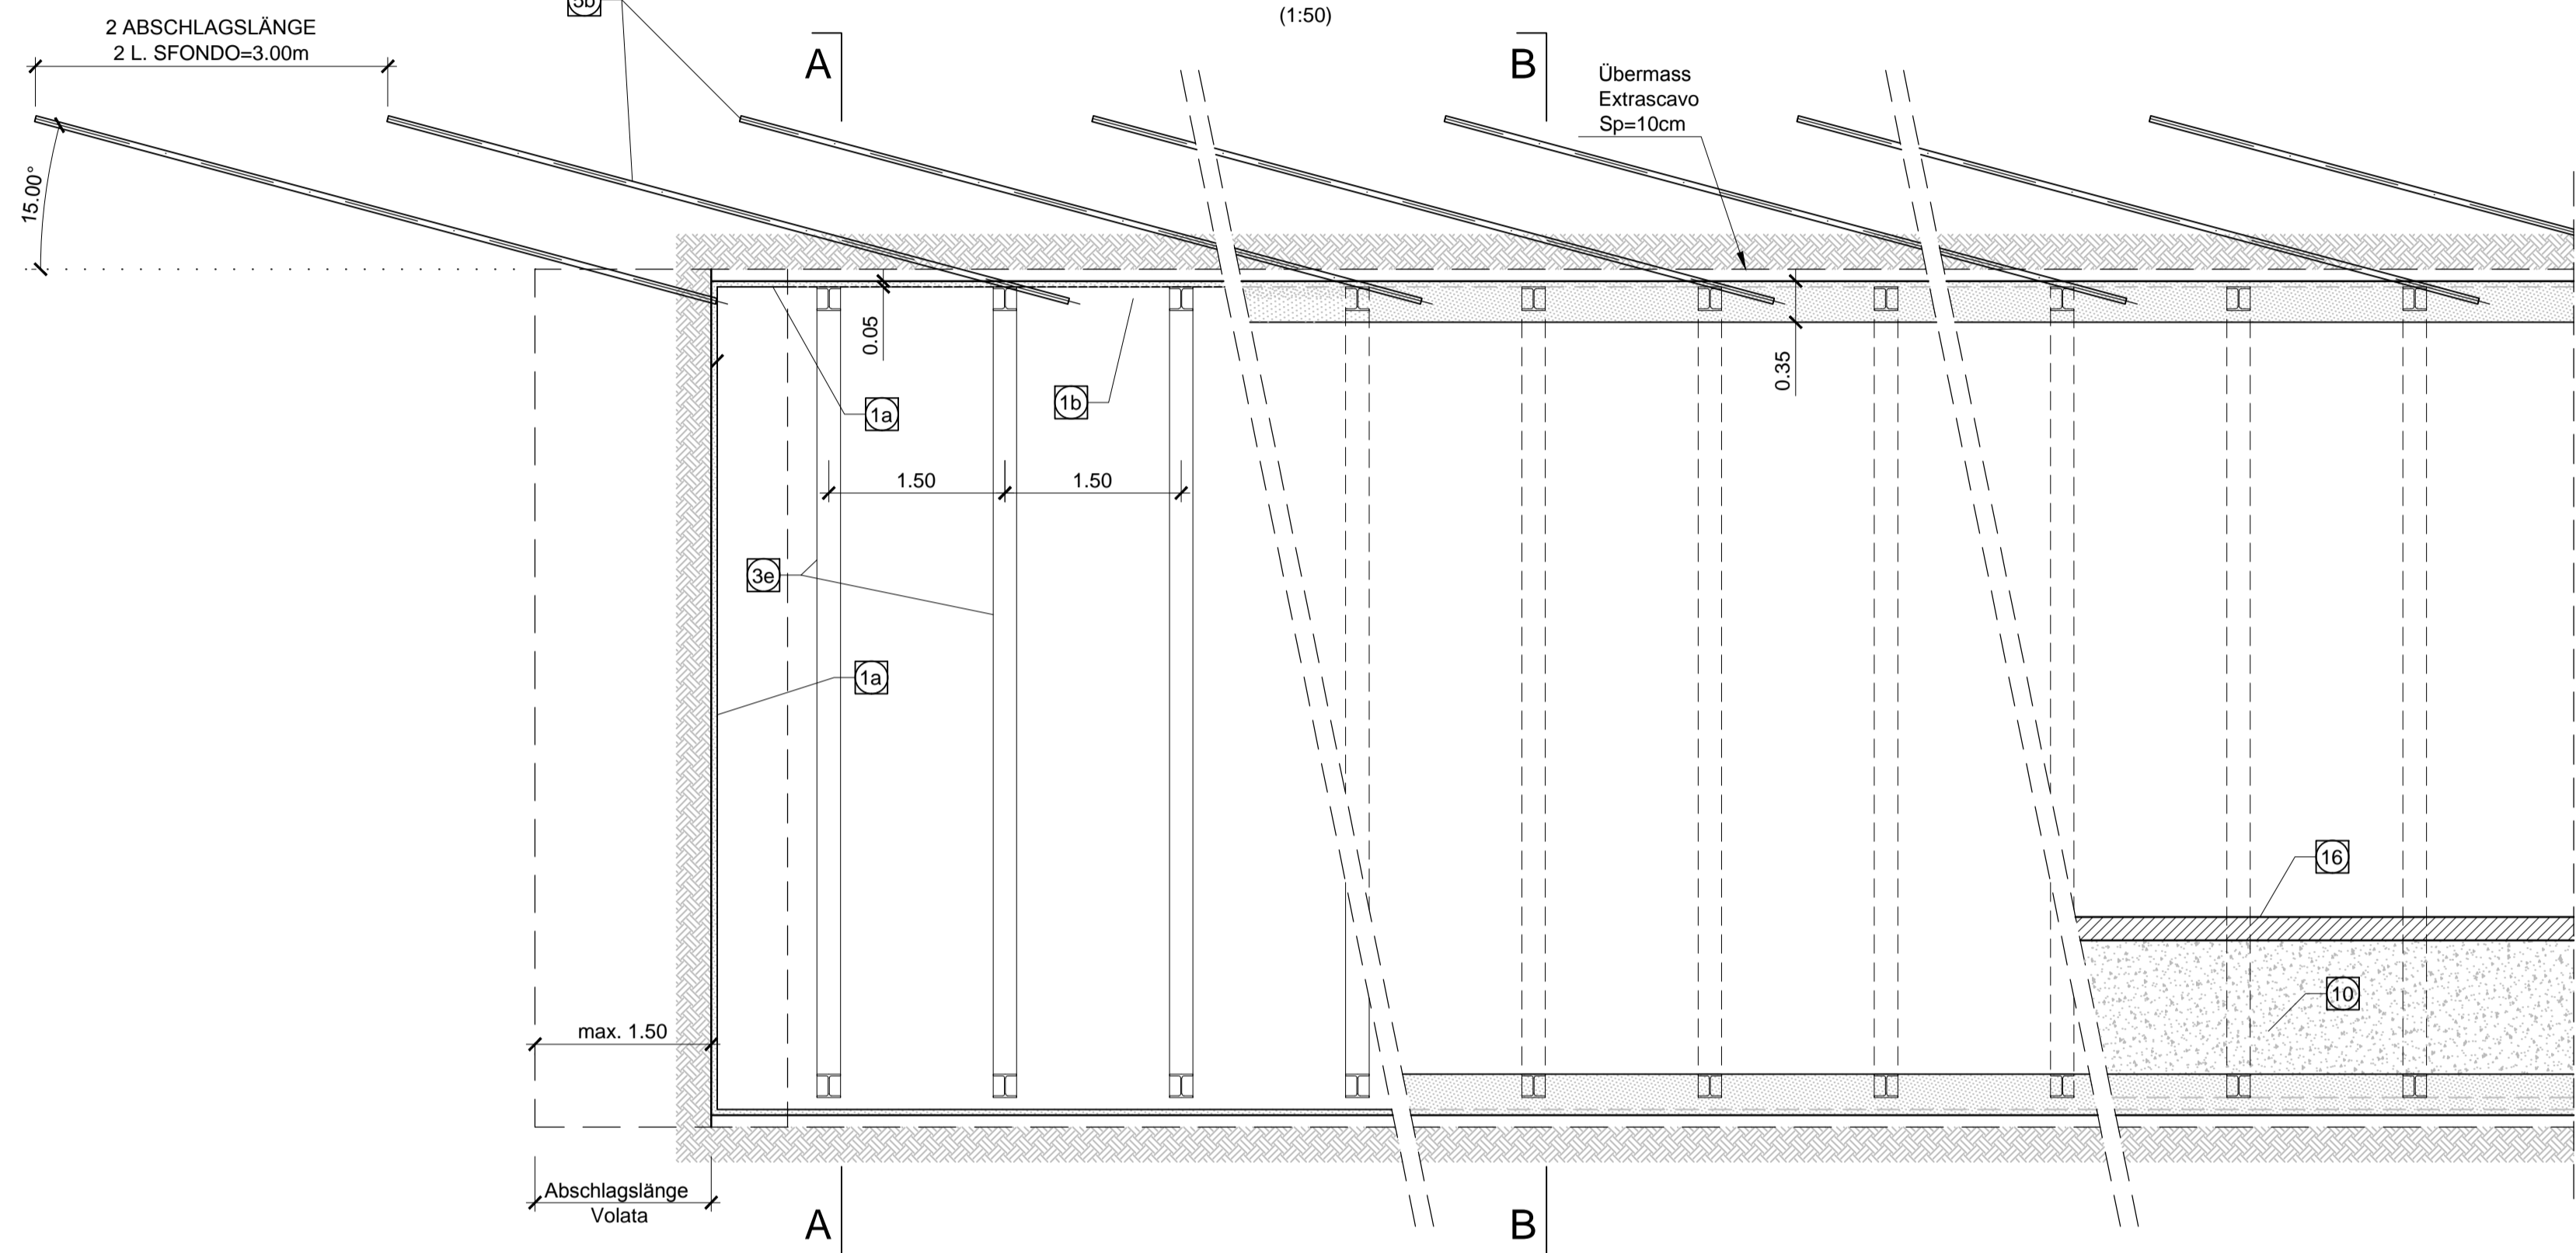 (1:50)
5b
2 ABSCHLAGSLÄNGE
2 L. SFONDO=3.00m
A
B
Übermass
Extrascavo
Sp=10cm
15.00°
0.05
0.35
1a
1b
1.50
1.50
3e
1a
16
10
max. 1.50
Abschlagslänge
Volata
A
B